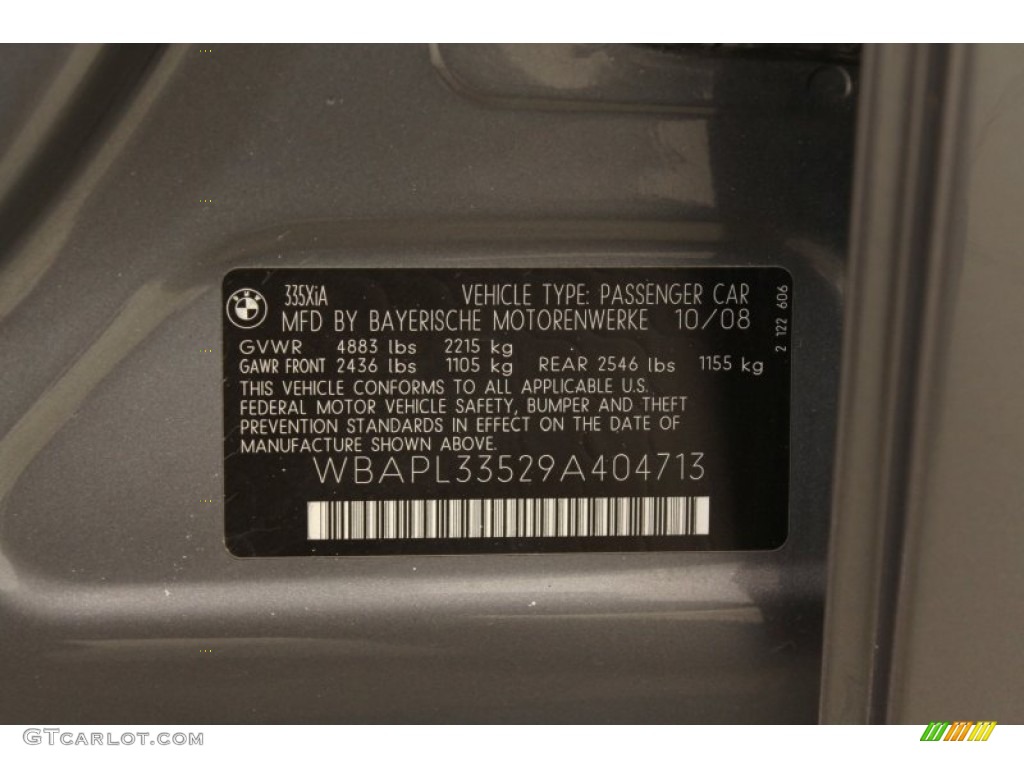 335XiA
VEHICLE TYPE: PASSENGER CAR
MFD BY BAYERISCHE MOTORENWERKE 10/08
GVWR 4883 lbs 2215 kg
GAWR FRONT 2436 lbs 1105 kg REAR 2546 lbs 1155 kg
THIS VEHICLE CONFORMS TO ALL APPLICABLE U.S.
FEDERAL MOTOR VEHICLE SAFETY, BUMPER AND THEFT
PREVENTION STANDARDS IN EFFECT ON THE DATE OF
MANUFACTURE SHOWN ABOVE.
WBAPL33529A404713
2 122 606
BMW
GTCarlot.com